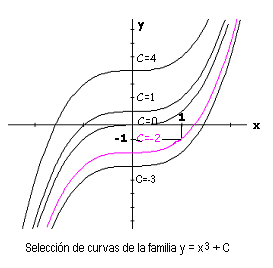 y
C=4
C=1
1
C=0
x
-1
C=-2
C=-3
Selección de curvas de la familia y = x³ + C